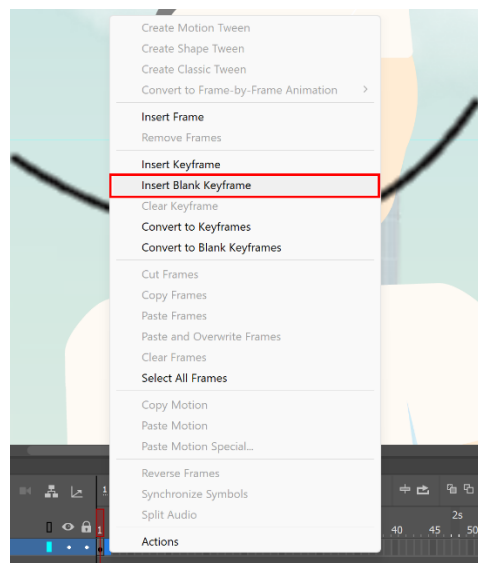 Create Motion Tween
Create Shape Tween
Create Classic Tween
Convert to Frame-by-Frame Animation
Insert Frame
Remove Frames
Insert Keyframe
Insert Blank Keyframe
Clear Keyframe
Convert to Keyframes
Convert to Blank Keyframes
Cut Frames
Copy Frames
Paste Frames
Paste and Overwrite Frames
Clear Frames
Select All Frames
Copy Motion
Paste Motion
Paste Motion Special...
Reverse Frames
Synchronize Symbols
Split Audio
Actions
1
2s
1 40 45 50